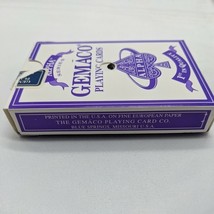 GEMACO
PLAYING CARDS
PRINTED IN THE U.S.A. ON FINE EUROPEAN PAPER
THE GEMACO PLAYING CARD CO.
BLUE SPRINGS, MISSOURI U.S.A.